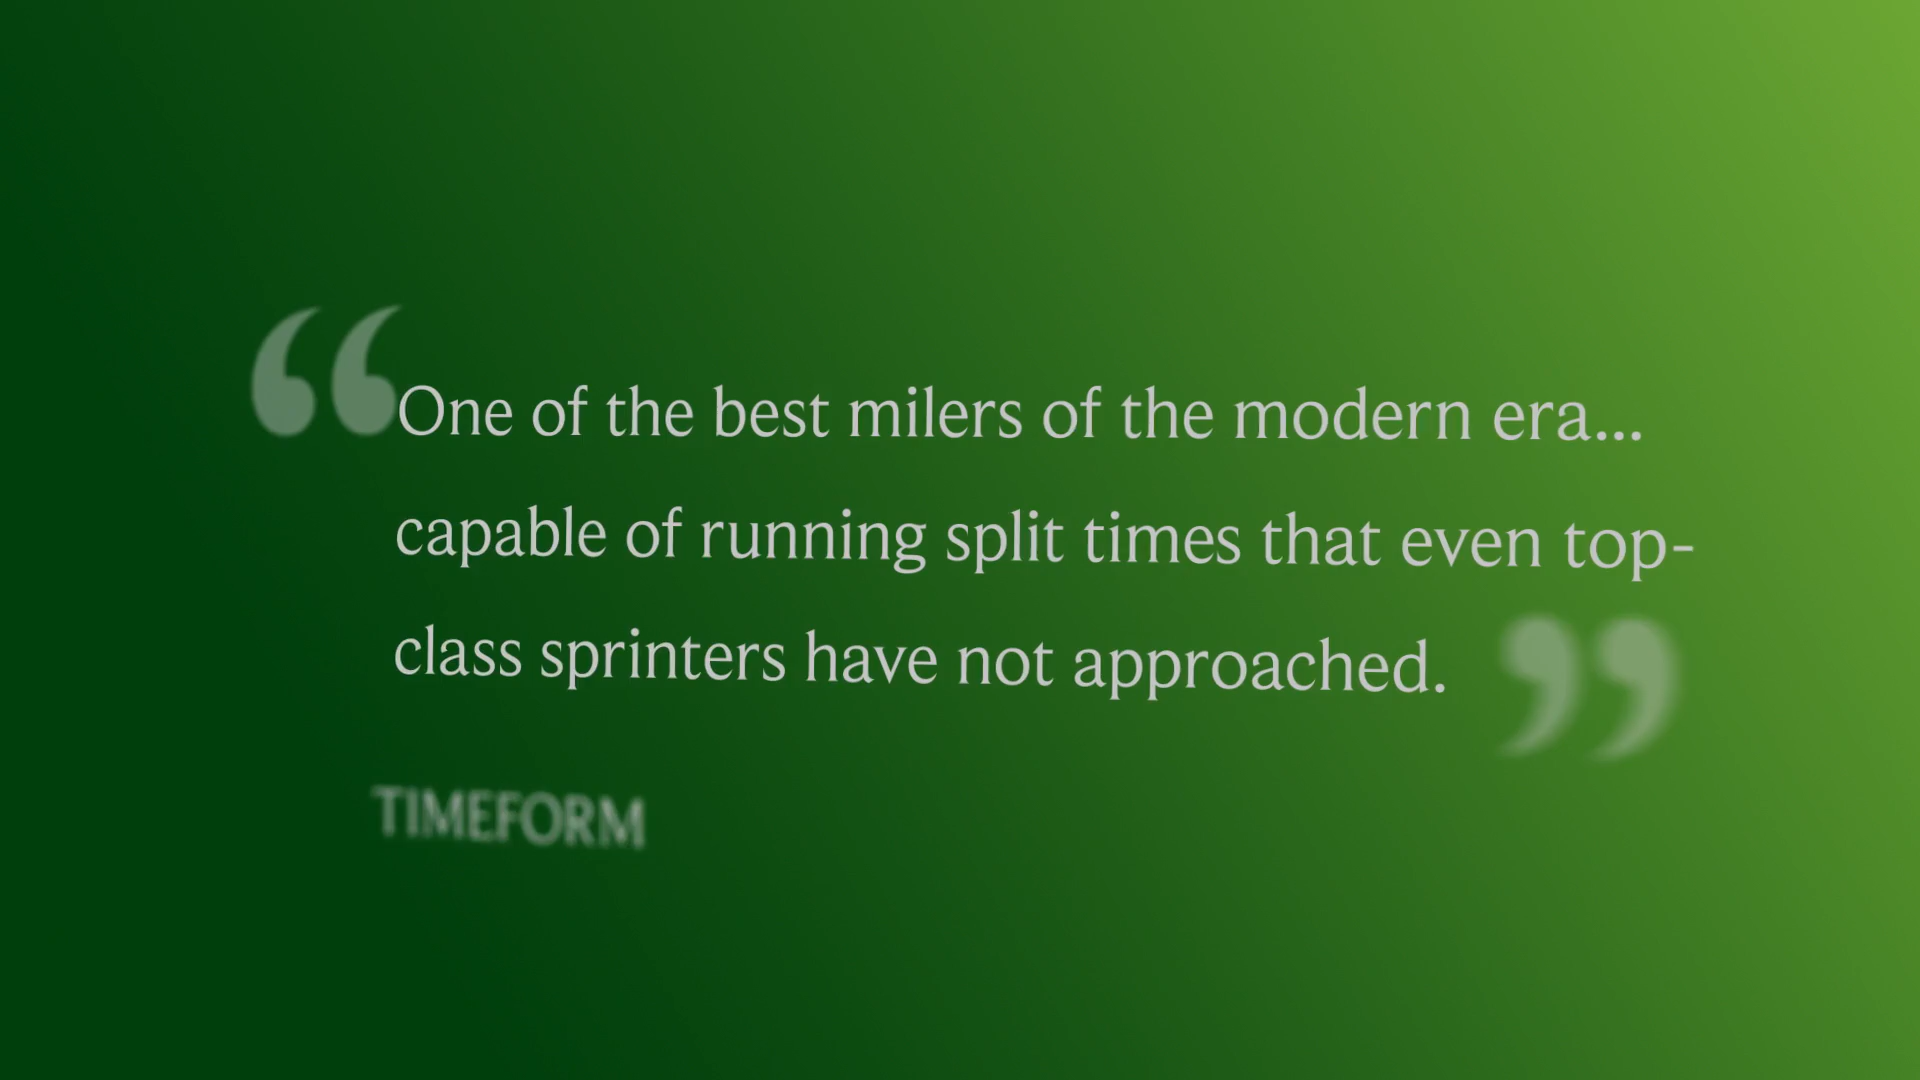 “One of the best milers of the modern era...
capable of running split times that even top-
class sprinters have not approached.”
TIMEFORM